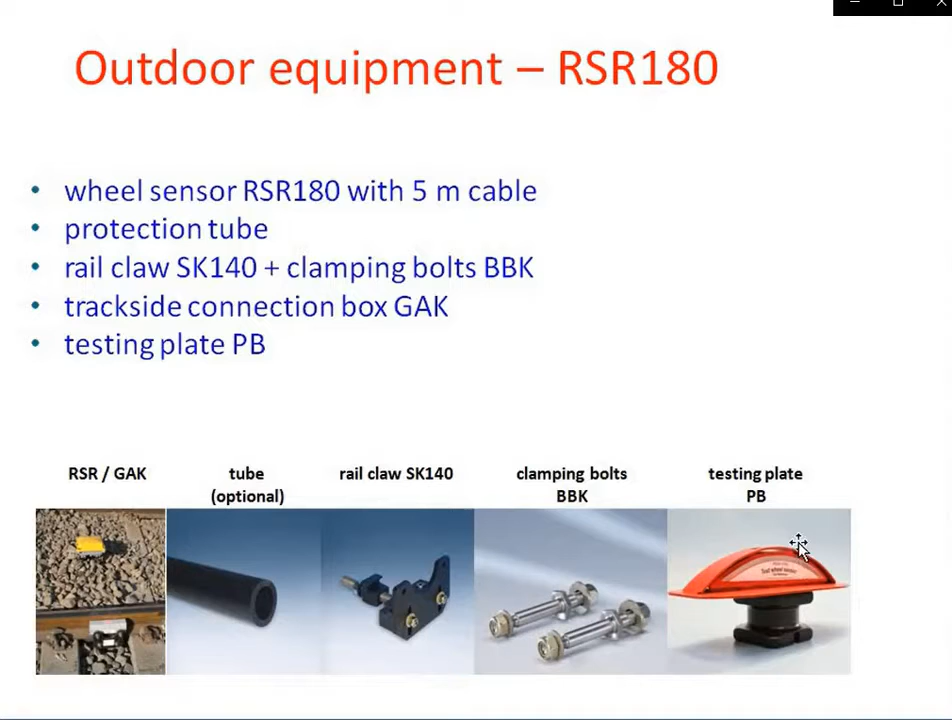 Outdoor equipment – RSR180
• wheel sensor RSR180 with 5 m cable
• protection tube
• rail claw SK140 + clamping bolts BBK
• trackside connection box GAK
• testing plate PB
RSR / GAK
tube
(optional)
rail claw SK140
clamping bolts
BBK
testing plate
PB